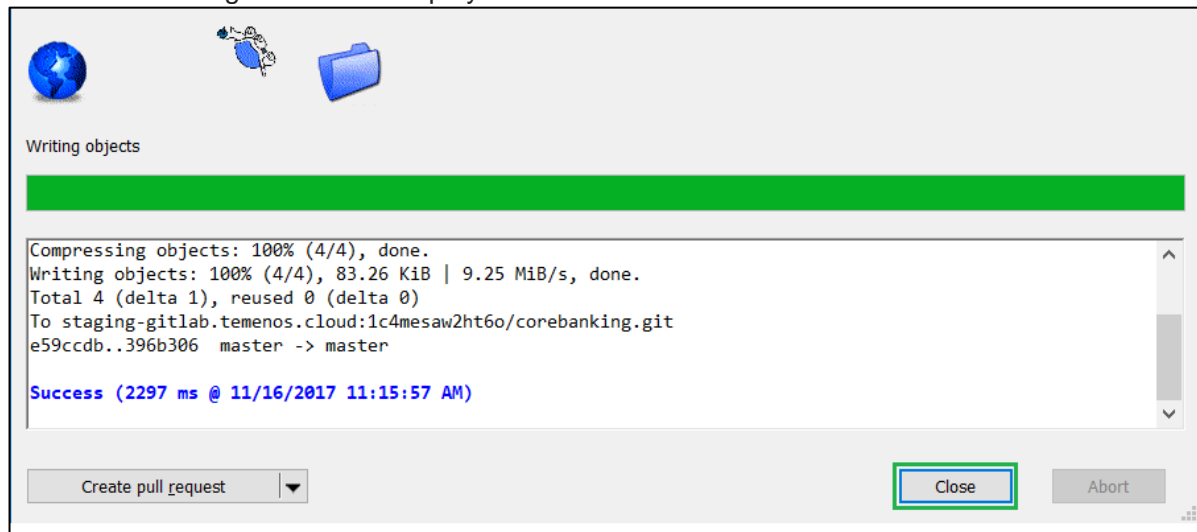 Writing objects
Compressing objects: 100% (4/4), done.
Writing objects: 100% (4/4), 83.26 KiB | 9.25 MiB/s, done.
Total 4 (delta 1), reused 0 (delta 0)
To staging-gitlab.temenos.cloud:1c4mesaw2ht6o/corebanking.git
e59ccdb..396b306 master -> master
Success (2297 ms @ 11/16/2017 11:15:57 AM)
Create pull request
Close
Abort